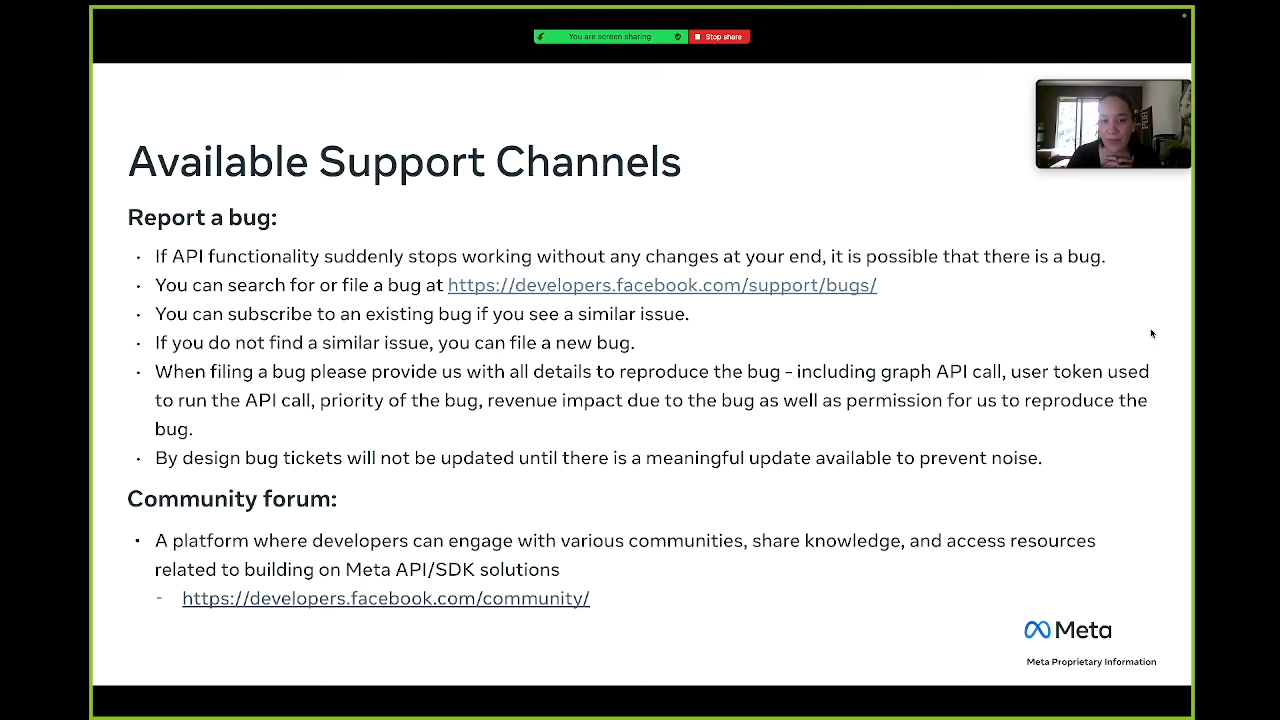 You are screen sharing
Stop share
Available Support Channels
Report a bug:
· If API functionality suddenly stops working without any changes at your end, it is possible that there is a bug.
· You can search for or file a bug at https://developers.facebook.com/support/bugs/
· You can subscribe to an existing bug if you see a similar issue.
· If you do not find a similar issue, you can file a new bug.
· When filing a bug please provide us with all details to reproduce the bug - including graph API call, user token used
to run the API call, priority of the bug, revenue impact due to the bug as well as permission for us to reproduce the
bug.
· By design bug tickets will not be updated until there is a meaningful update available to prevent noise.
Community forum:
• A platform where developers can engage with various communities, share knowledge, and access resources
related to building on Meta API/SDK solutions
- https://developers.facebook.com/community/
Meta
Meta Proprietary Information